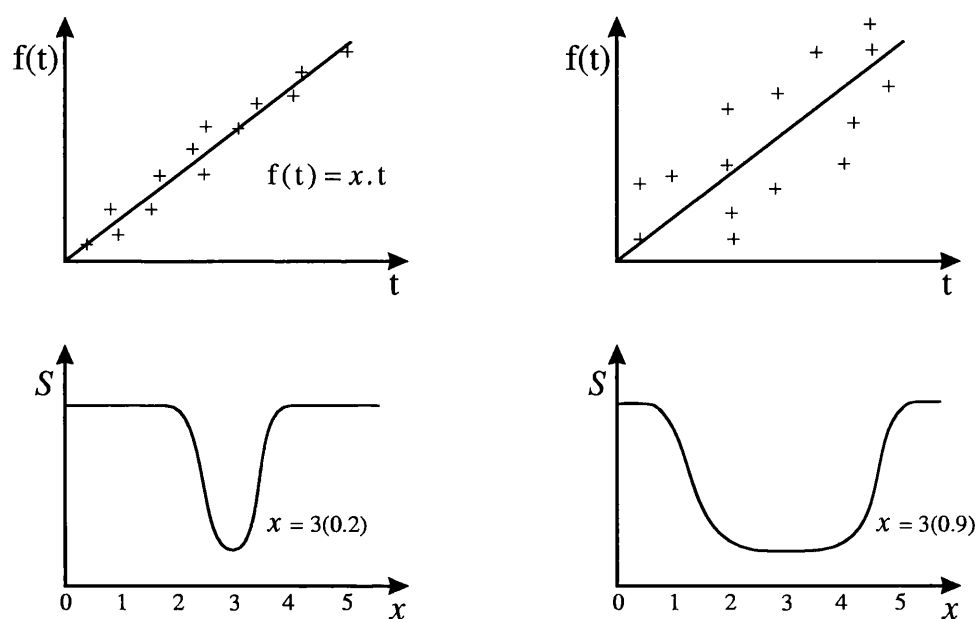 f(t)
f(t) = x.t
t
f(t)
t
S
x = 3(0.2)
0 1 2 3 4 5 x
S
x = 3(0.9)
0 1 2 3 4 5 x